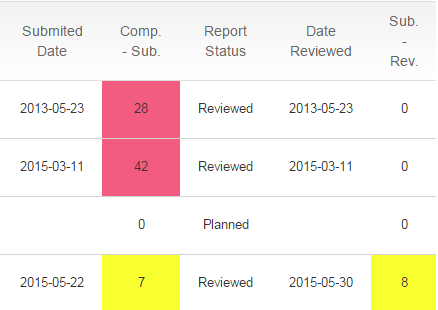 Submited Date Comp. - Sub. Report Status Date Reviewed Sub. - Rev.
2013-05-23 28 Reviewed 2013-05-23 0
2015-03-11 42 Reviewed 2015-03-11 0
0 Planned 0
2015-05-22 7 Reviewed 2015-05-30 8